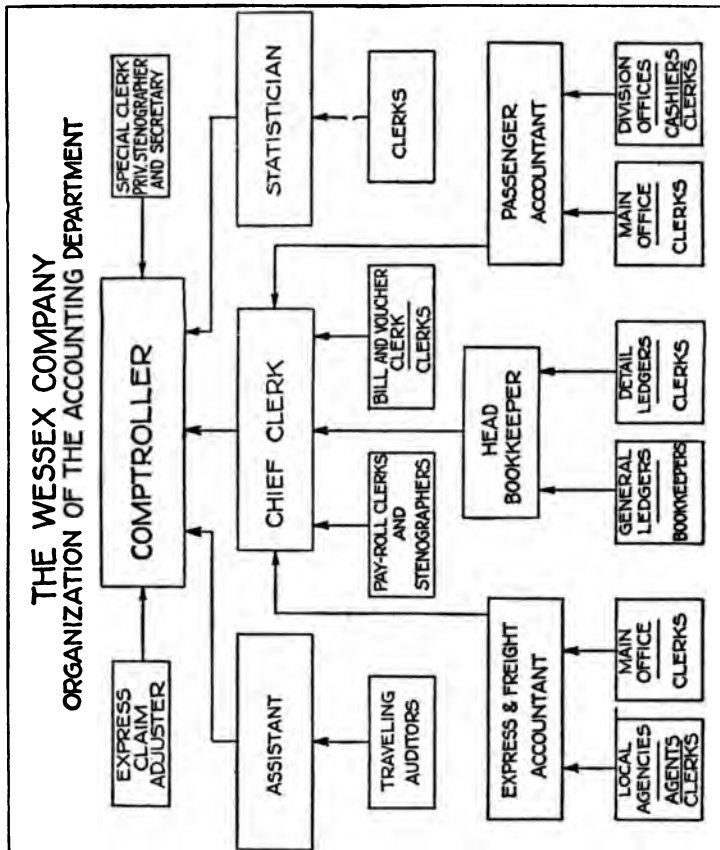 THE WESSEX COMPANY
ORGANIZATION OF THE ACCOUNTING DEPARTMENT
EXPRESS
CLAIM
ADJUSTER
COMPTROLLER
SPECIAL CLERK
PRIV. STENOGRAPHER
AND SECRETARY
ASSISTANT
CHIEF CLERK
STATISTICIAN
TRAVELING
AUDITORS
PAY-ROLL CLERKS
AND
STENOGRAPHERS
BILL AND VOUCHER
CLERK
CLERKS
CLERKS
EXPRESS & FREIGHT
ACCOUNTANT
HEAD
BOOKKEEPER
PASSENGER
ACCOUNTANT
LOCAL
AGENCIES
AGENTS
CLERKS
MAIN
OFFICE
CLERKS
GENERAL
LEDGERS
BOOKKEEPERS
DETAIL
LEDGERS
CLERKS
MAIN
OFFICE
CLERKS
DIVISION
OFFICES
CASHIERS
CLERKS